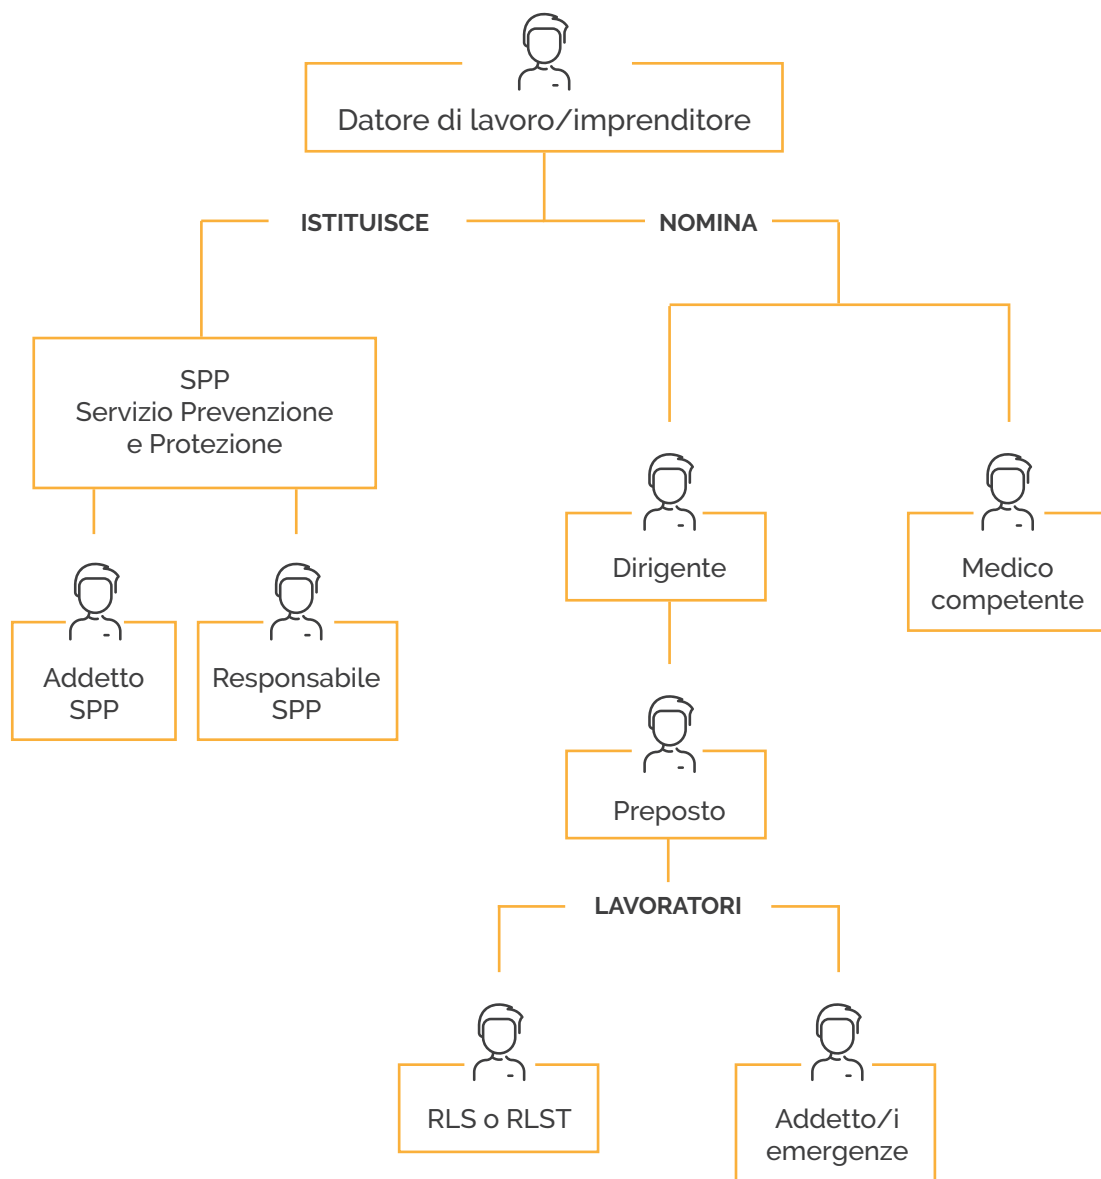 Datore di lavoro/imprenditore
ISTITUISCE
NOMINA
SPP
Servizio Prevenzione
e Protezione
Dirigente
Medico
competente
Addetto
SPP
Responsabile
SPP
Preposto
LAVORATORI
RLS o RLST
Addetto/i
emergenze